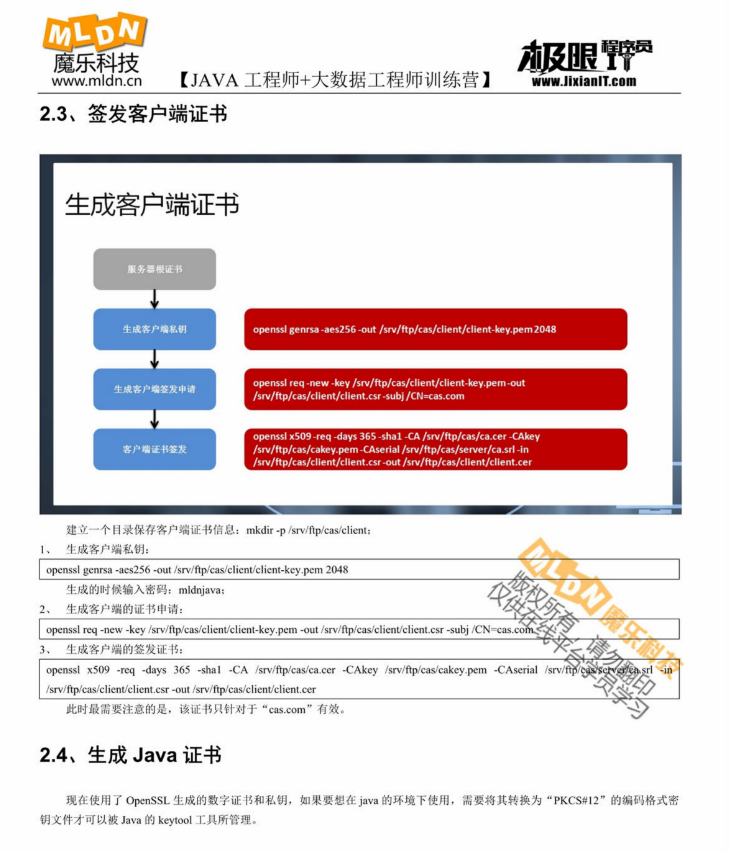 MLDN
魔乐科技
www.mldn.cn
【JAVA 工程师+大数据工程师训练营】
极限IT程序员
www.JixianIT.com
2.3、签发客户端证书
生成客户端证书
服务器根证书
生成客户端私钥
openssl genrsa -aes256 -out /srv/ftp/cas/client/client-key.pem 2048
生成客户端签发申请
openssl req -new -key /srv/ftp/cas/client/client-key.pem -out
/srv/ftp/cas/client/client.csr -subj /CN=cas.com
客户端证书签发
openssl x509 -req -days 365 -sha1 -CA /srv/ftp/cas/ca.cer -CAkey
/srv/ftp/cas/cakey.pem -CAserial /srv/ftp/cas/server/ca.srl -in
/srv/ftp/cas/client/client.csr -out /srv/ftp/cas/client/client.cer
建立一个目录保存客户端证书信息：mkdir -p /srv/ftp/cas/client；
1、 生成客户端私钥：
openssl genrsa -aes256 -out /srv/ftp/cas/client/client-key.pem 2048
生成的时候输入密码：mldnjava；
2、 生成客户端的证书申请：
openssl req -new -key /srv/ftp/cas/client/client-key.pem -out /srv/ftp/cas/client/client.csr -subj /CN=cas.com
3、 生成客户端的签发证书：
openssl x509 -req -days 365 -sha1 -CA /srv/ftp/cas/ca.cer -CAkey /srv/ftp/cas/cakey.pem -CAserial /srv/ftp/cas/server/ca.srl -in
/srv/ftp/cas/client/client.csr -out /srv/ftp/cas/client/client.cer
此时最需要注意的是，该证书只针对于“cas.com”有效。
MLDN 魔乐科技
版权所有，请勿翻印
仅供在线平台学员学习
2.4、生成 Java 证书
现在使用了 OpenSSL 生成的数字证书和私钥，如果要想在 java 的环境下使用，需要将其转换为“PKCS#12”的编码格式密
钥文件才可以被 Java 的 keytool 工具所管理。